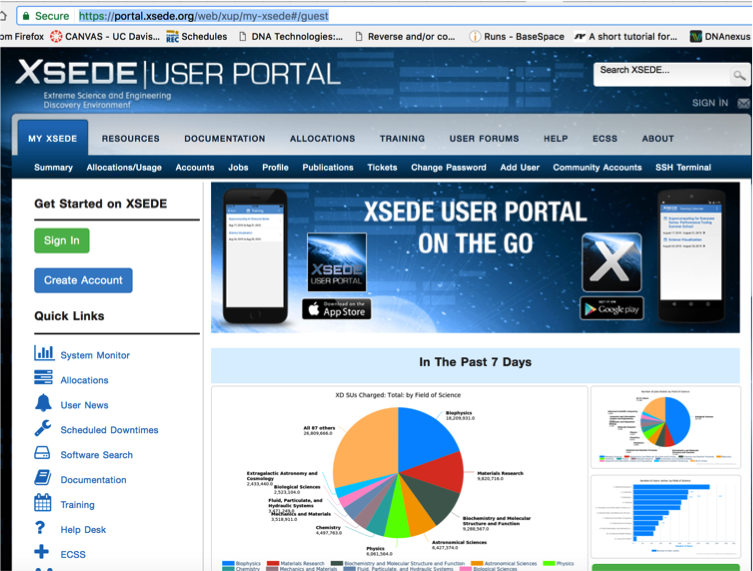 Secure https://portal.xsede.org/web/xup/my-xsede#/guest
om Firefox CANVAS - UC Davis... Schedules DNA Technologies:... Reverse and/or co... Runs - BaseSpace A short tutorial for... DNAnexus
REC
XSEDE | USER PORTAL
Extreme Science and Engineering
Discovery Environment
Search XSEDE...
SIGN IN
MY XSEDE RESOURCES DOCUMENTATION ALLOCATIONS TRAINING USER FORUMS HELP ECSS ABOUT
Summary Allocations/Usage Accounts Jobs Profile Publications Tickets Change Password Add User Community Accounts SSH Terminal
Get Started on XSEDE
Sign In
Create Account
Quick Links
System Monitor
Allocations
User News
Scheduled Downtimes
Software Search
Documentation
Training
Help Desk
ECSS
XSEDE USER PORTAL
ON THE GO
XSEDE
USER PORTAL
Download on the
App Store
X
GET IT ON
Google play
In The Past 7 Days
XD SUs Charged: Total: by Field of Science
Biophysics
18,209,931.0
All 87 others
26,809,666.0
Materials Research
9,820,716.0
Extragalactic Astronomy and
Cosmology
2,433,440.0
Biological Sciences
2,523,104.0
Fluid, Particulate, and
Hydraulic Systems
Mechanics and Materials
3,518,911.0
Chemistry
4,497,763.0
Physics
6,061,564.0
Astronomical Sciences
6,427,374.0
Biochemistry and Molecular
Structure and Function
9,266,567.0
Biophysics Materials Research Biochemistry and Molecular Structure and Function Astronomical Sciences Physics
Chemistry Mechanics and Materials Fluid, Particulate, and Hydraulic Systems Biological Sciences